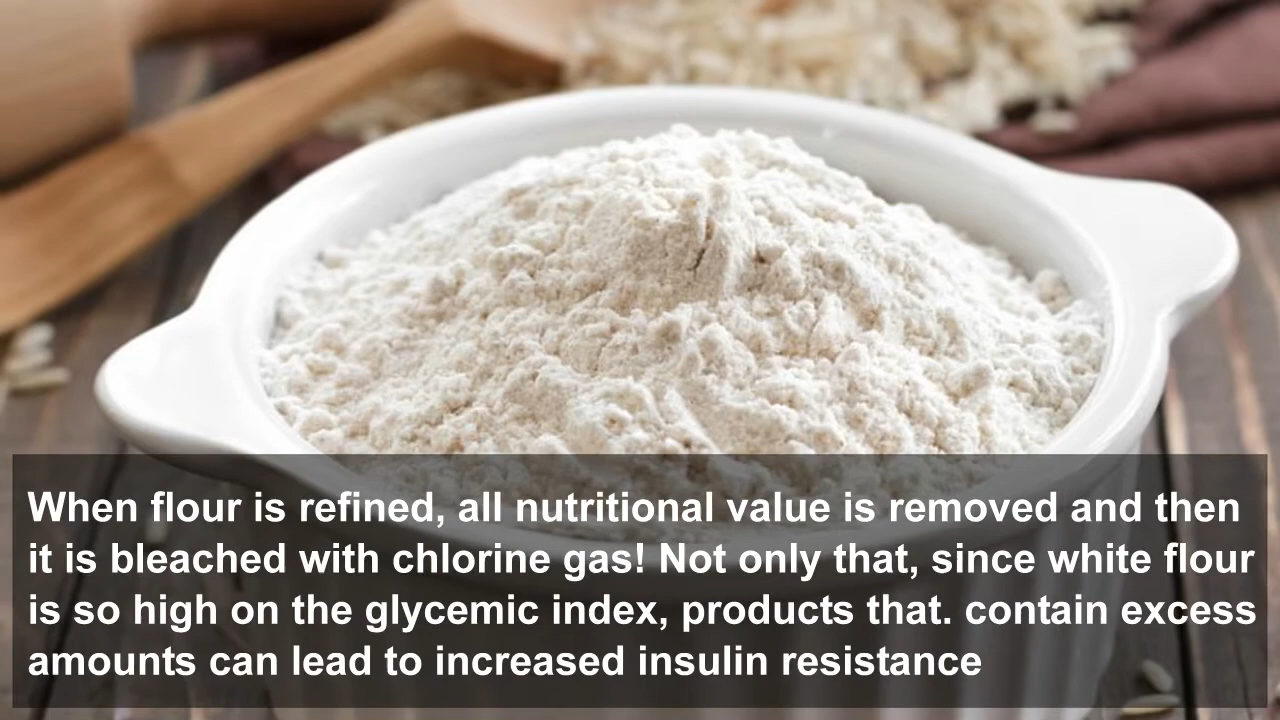 When flour is refined, all nutritional value is removed and then
it is bleached with chlorine gas! Not only that, since white flour
is so high on the glycemic index, products that. contain excess
amounts can lead to increased insulin resistance